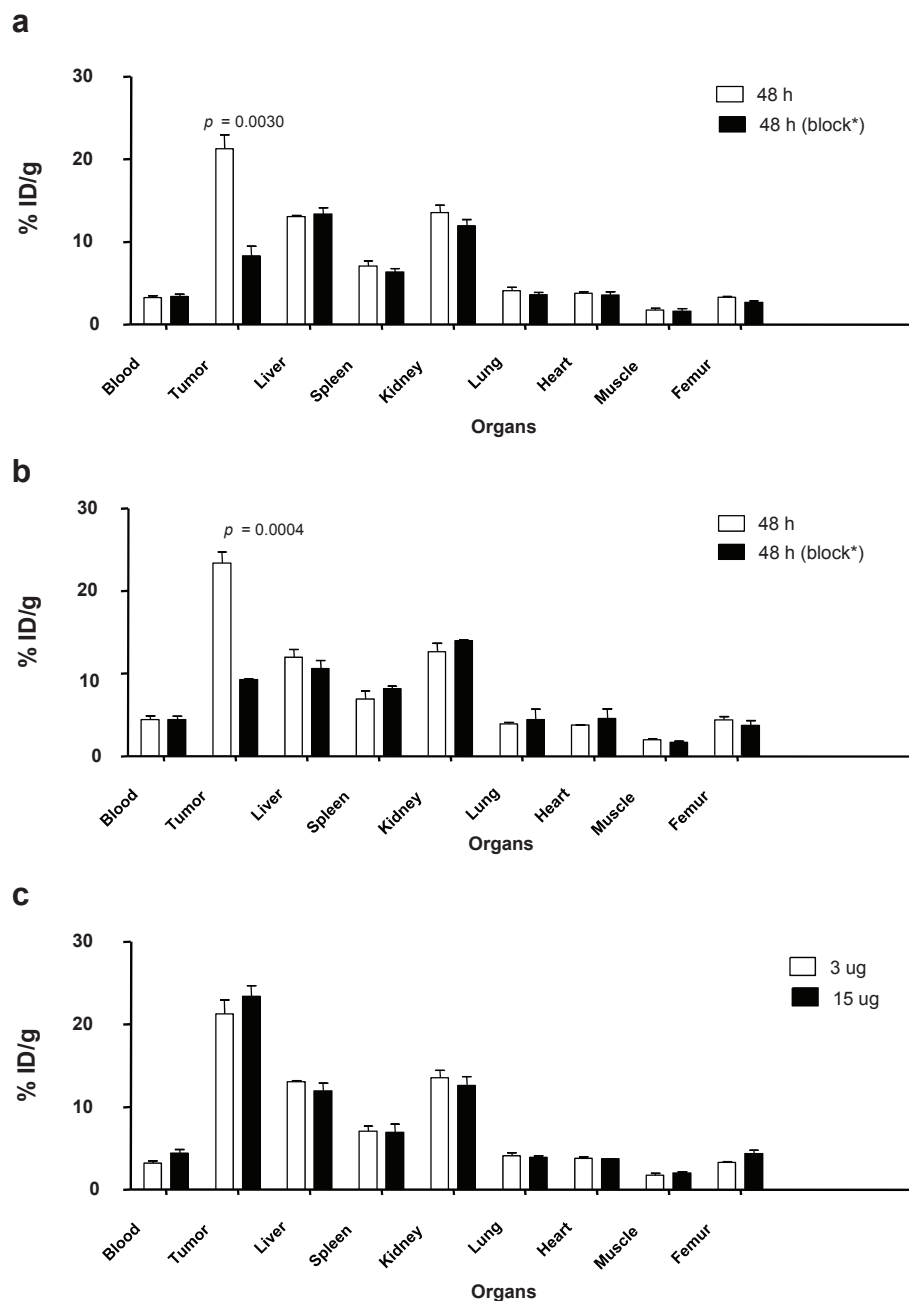 a
30
20
10
0
% ID/g
p = 0.0030
48 h
48 h (block*)
Blood
Tumor
Liver
Spleen
Kidney
Lung
Heart
Muscle
Femur
Organs
b
30
20
10
0
% ID/g
p = 0.0004
48 h
48 h (block*)
Blood
Tumor
Liver
Spleen
Kidney
Lung
Heart
Muscle
Femur
Organs
c
30
20
10
0
% ID/g
3 ug
15 ug
Blood
Tumor
Liver
Spleen
Kidney
Lung
Heart
Muscle
Femur
Organs